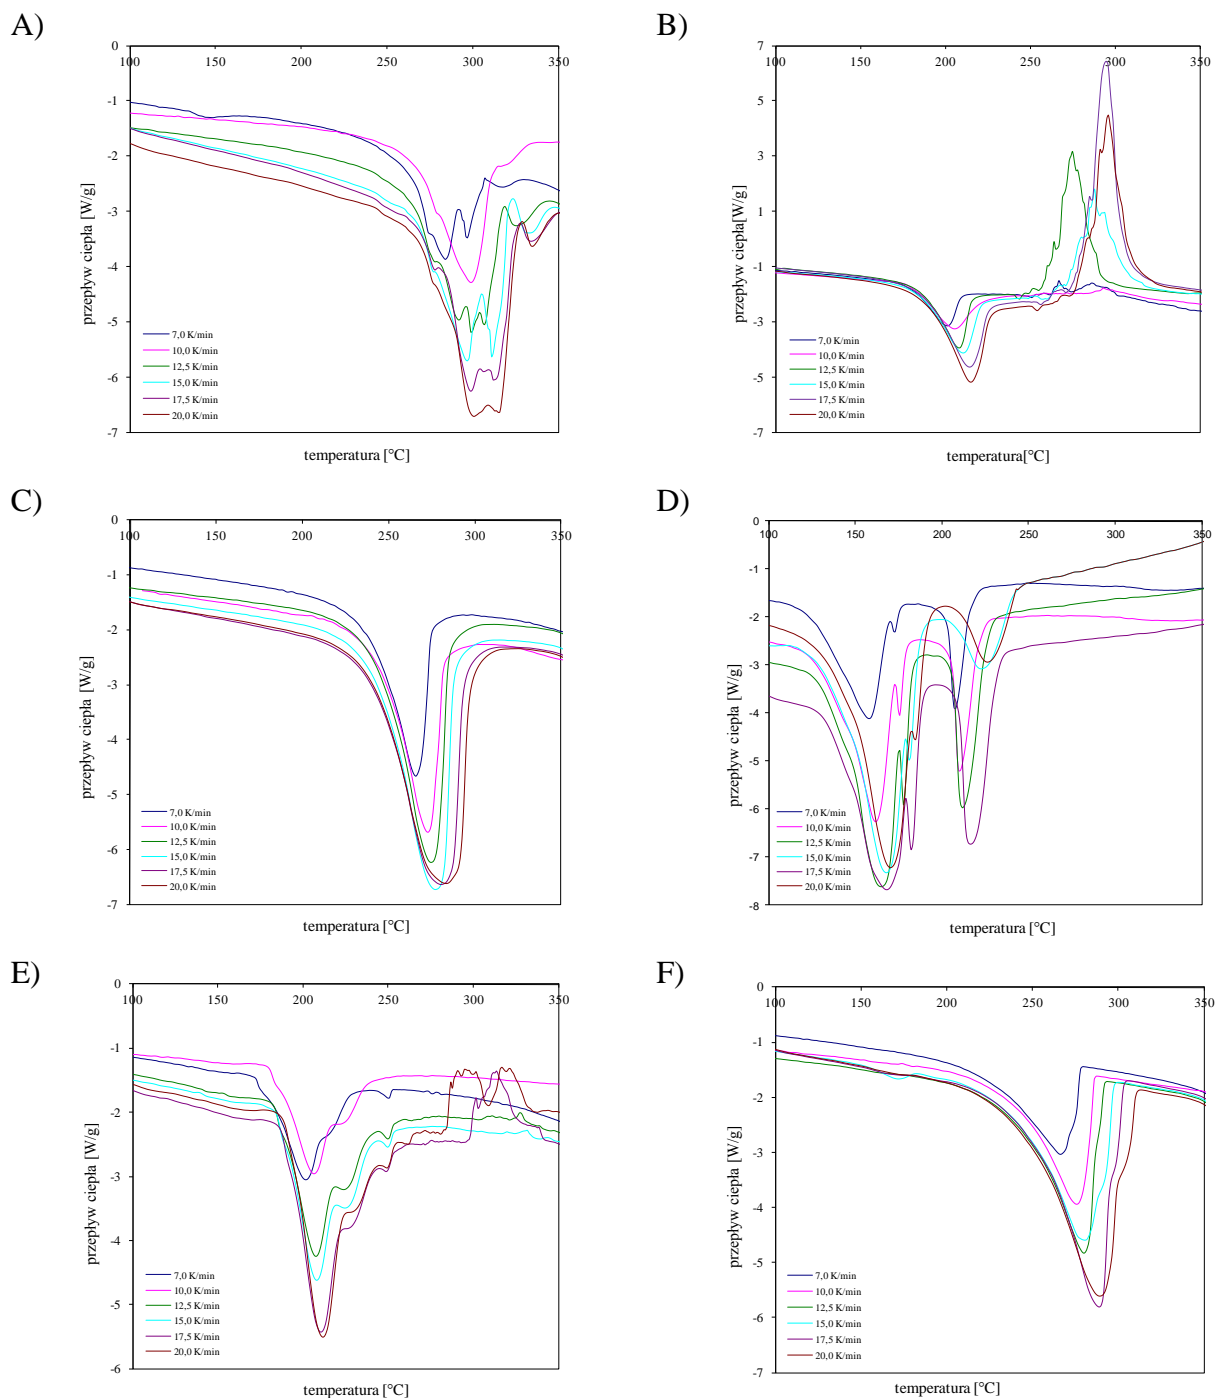 A)
0
100 150 200 250 300 350
-1
-2
-3
-4
-5
-6
-7
przepływ ciepła [W/g]
7,0 K/min
10,0 K/min
12,5 K/min
15,0 K/min
17,5 K/min
20,0 K/min
temperatura [°C]
B)
7
5
3
1
-1
-3
-5
-7
100 150 200 250 300 350
przepływ ciepła[W/g]
7,0 K/min
10,0 K/min
12,5 K/min
15,0 K/min
17,5 K/min
20,0 K/min
temperatura[°C]
C)
0
100 150 200 250 300 350
-1
-2
-3
-4
-5
-6
-7
przepływ ciepła [W/g]
7,0 K/min
10,0 K/min
12,5 K/min
15,0 K/min
17,5 K/min
20,0 K/min
temperatura [°C]
D)
0
100 150 200 250 300 350
-1
-2
-3
-4
-5
-6
-7
-8
przepływ ciepła [W/g]
7,0 K/min
10,0 K/min
12,5 K/min
15,0 K/min
17,5 K/min
20,0 K/min
temperatura [°C]
E)
0
100 150 200 250 300 350
-1
-2
-3
-4
-5
-6
przepływ ciepła [W/g]
7,0 K/min
10,0 K/min
12,5 K/min
15,0 K/min
17,5 K/min
20,0 K/min
temperatura [°C]
F)
0
100 150 200 250 300 350
-1
-2
-3
-4
-5
-6
-7
przepływ ciepła [W/g]
7,0 K/min
10,0 K/min
12,5 K/min
15,0 K/min
17,5 K/min
20,0 K/min
temperatura [°C]